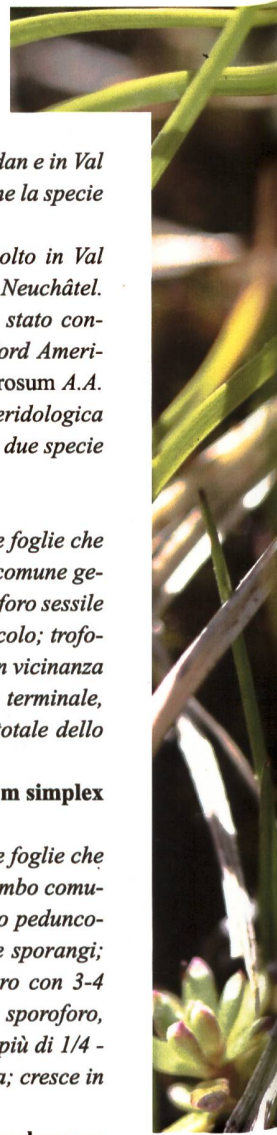 dan e in Val
ne la specie
olto in Val
Neuchâtel.
stato con-
ord Ameri-
rosum A.A.
eridologica
due specie
e foglie che
comune ge-
foro sessile
colo; trofo-
n vicinanza
terminale,
totale dello
m simplex
e foglie che
mbo comu-
o pedunco-
e sporangi;
ro con 3-4
sporoforo,
più di 1/4 -
a; cresce in